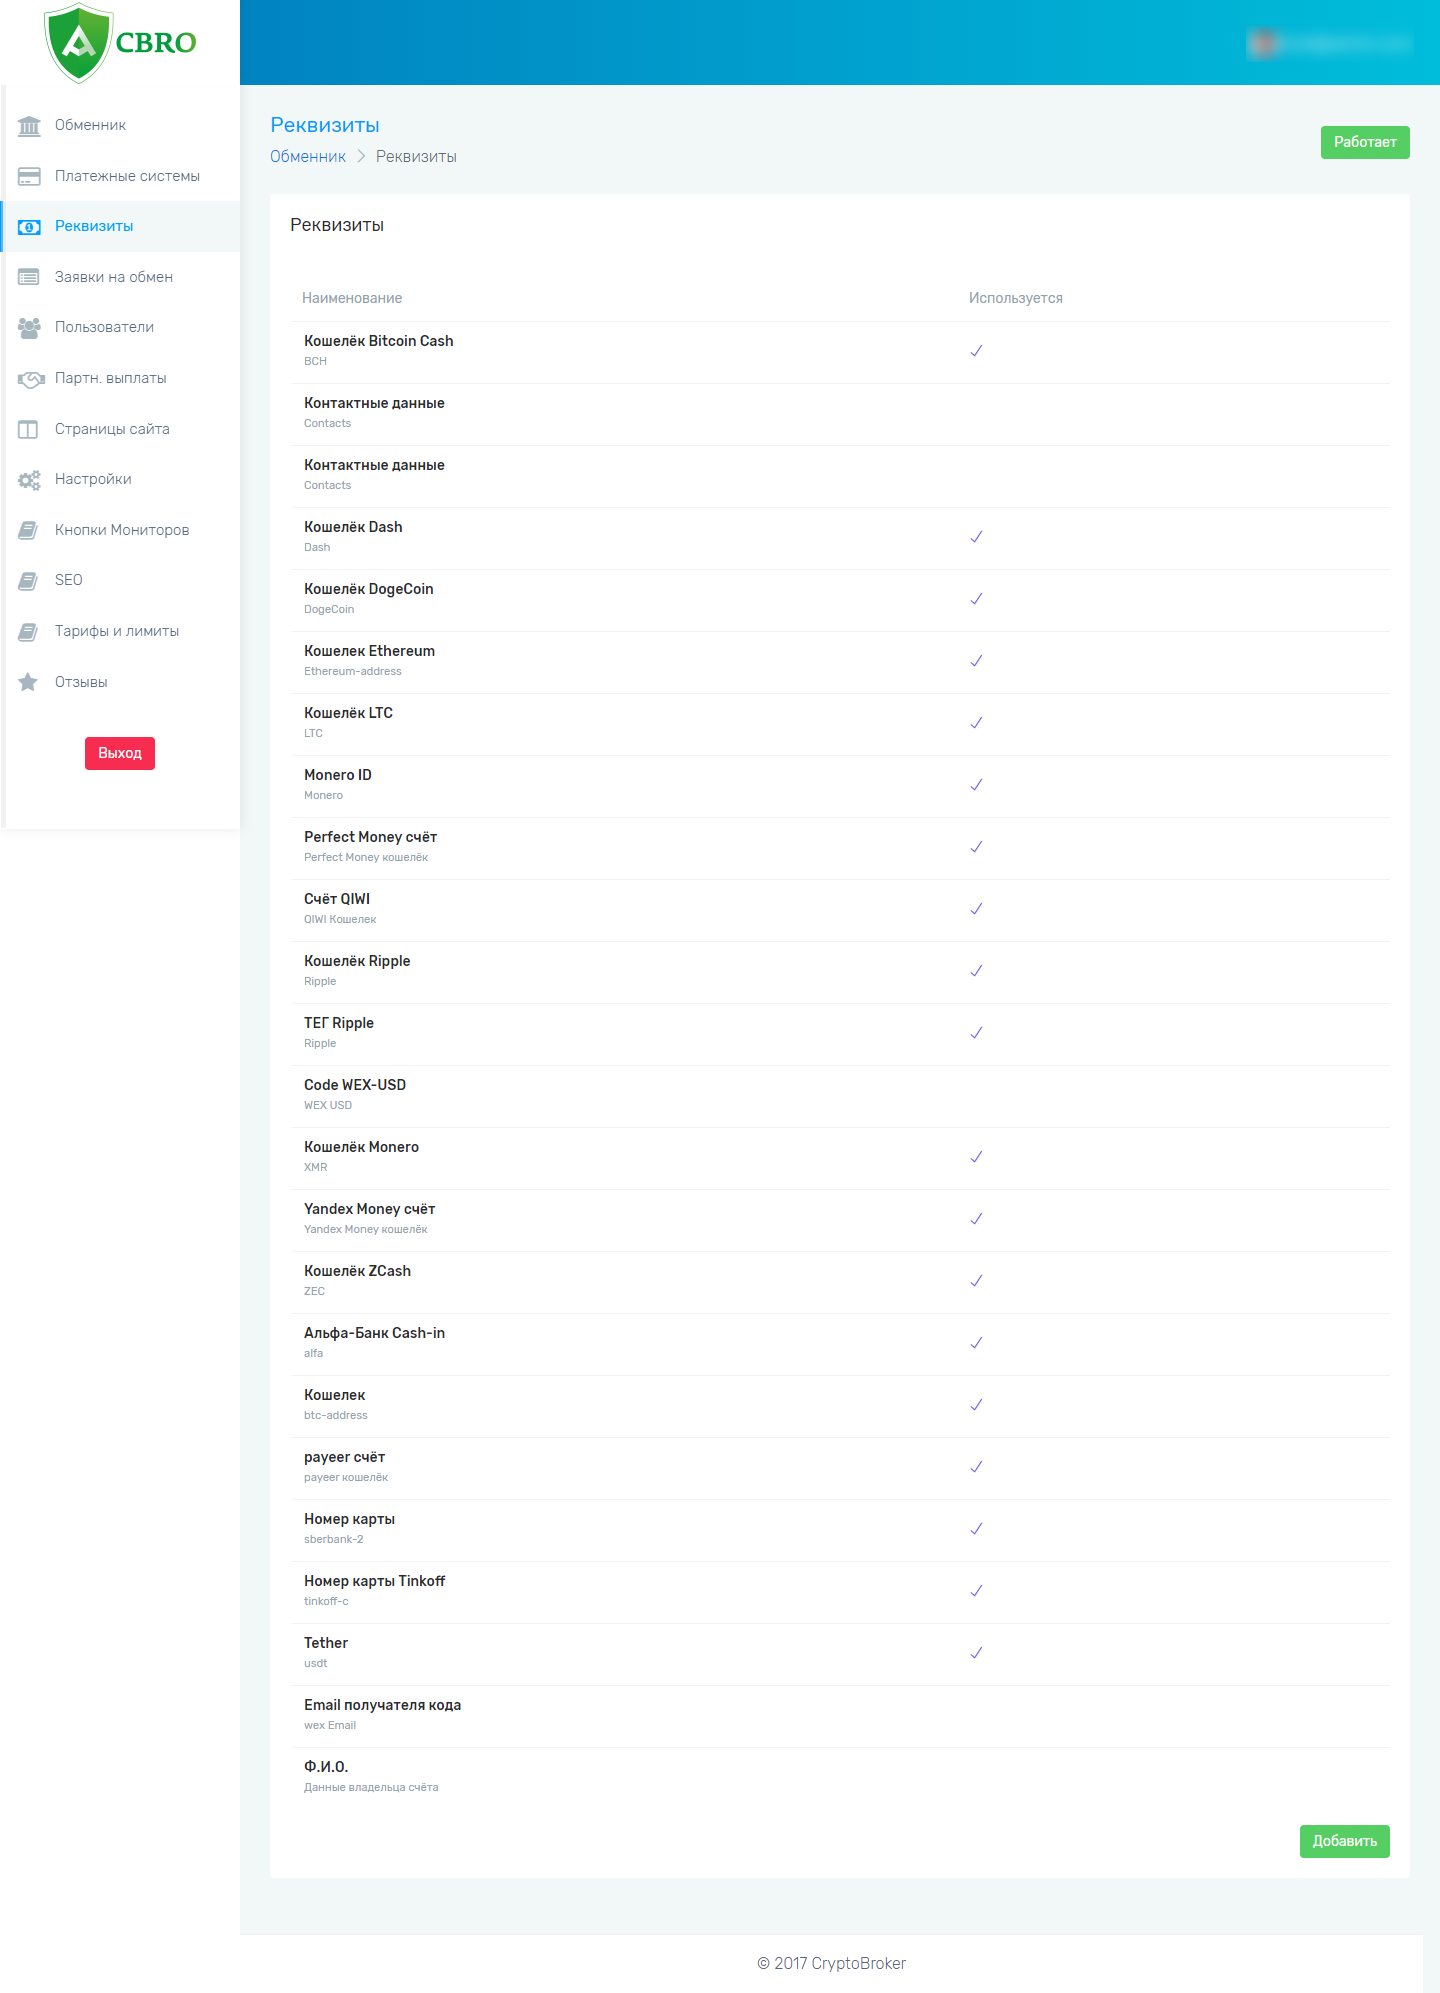 CBRO
Обменник
Платежные системы
Реквизиты
Заявки на обмен
Пользователи
Партн. выплаты
Страницы сайта
Настройки
Кнопки Мониторов
SEO
Тарифы и лимиты
Отзывы
Выход
Реквизиты
Обменник > Реквизиты
Работает
Реквизиты
Наименование Используется
Кошелёк Bitcoin Cash
BCH
Контактные данные
Contacts
Контактные данные
Contacts
Кошелёк Dash
Dash
Кошелёк DogeCoin
DogeCoin
Кошелек Ethereum
Ethereum-address
Кошелёк LTC
LTC
Monero ID
Monero
Perfect Money счёт
Perfect Money кошелёк
Счёт QIWI
QIWI Кошелек
Кошелёк Ripple
Ripple
ТЕГ Ripple
Ripple
Code WEX-USD
WEX USD
Кошелёк Monero
XMR
Yandex Money счёт
Yandex Money кошелёк
Кошелёк ZCash
ZEC
Альфа-Банк Cash-in
alfa
Кошелек
btc-address
payeer счёт
payeer кошелёк
Номер карты
sberbank-2
Номер карты Tinkoff
tinkoff-c
Tether
usdt
Email получателя кода
wex Email
Ф.И.О.
Данные владельца счёта
Добавить
© 2017 CryptoBroker